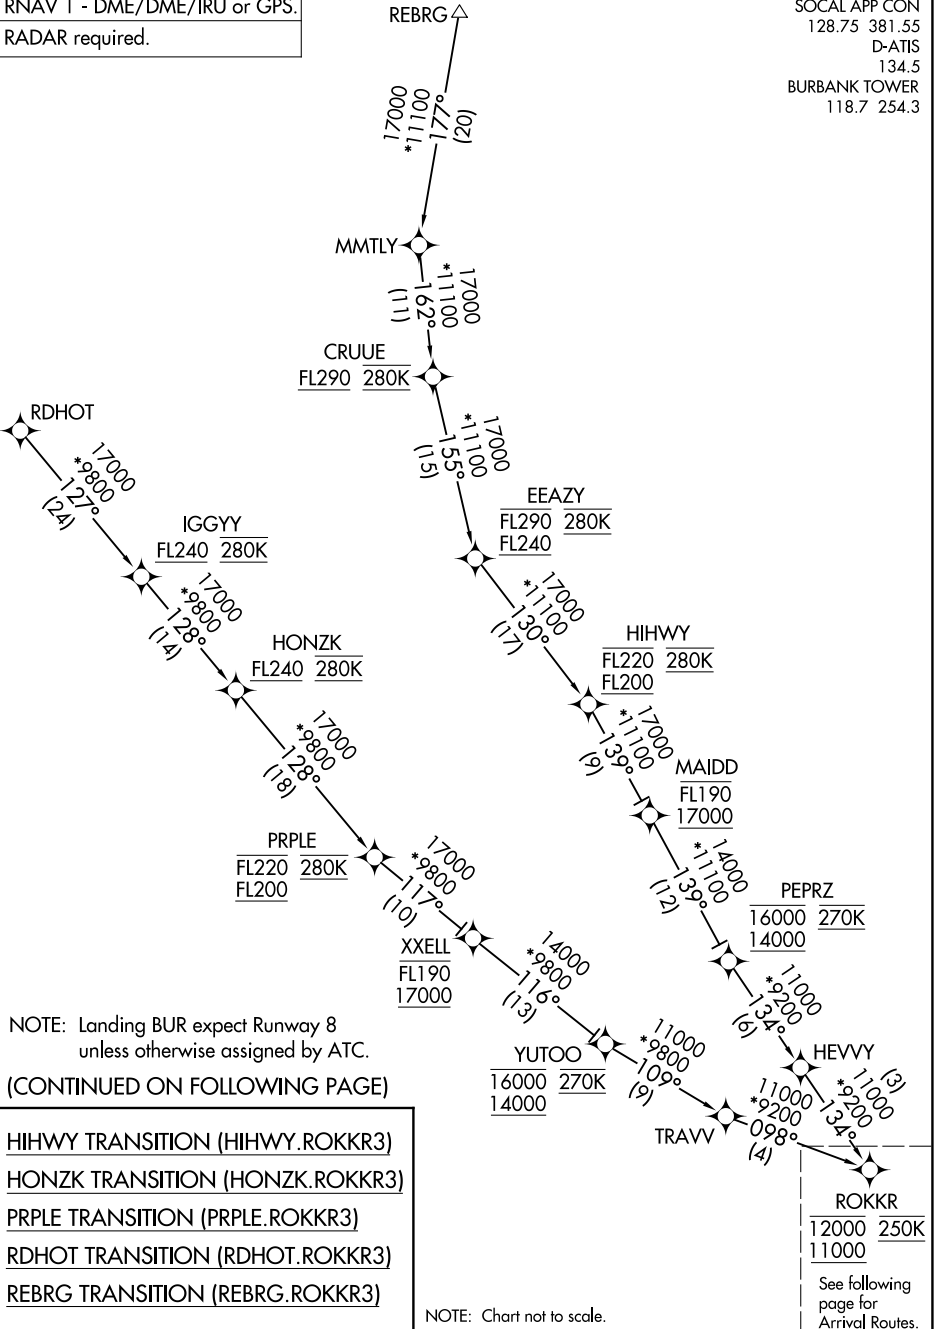 RNAV 1 - DME/DME/IRU or GPS.
RADAR required.
SOCAL APP CON
128.75 381.55
D-ATIS
134.5
BURBANK TOWER
118.7 254.3
REBRG
17000
*11100
177°
(20)
MMTLY
17000
*11100
162°
(11)
CRUUE
FL290 280K
17000
*11100
155°
(15)
RDHOT
17000
*9800
127°
(24)
EEAZY
FL290 280K
FL240
IGGYY
FL240 280K
17000
*11100
130°
(17)
17000
*9800
128°
(14)
HIHWY
FL220 280K
FL200
HONZK
FL240 280K
17000
*11100
139°
(9)
17000
*9800
128°
(18)
MAIDD
FL190
17000
PRPLE
FL220 280K
FL200
14000
*11100
139°
(12)
17000
*9800
117°
(10)
PEPRZ
16000 270K
14000
XXELL
FL190
17000
14000
*9800
116°
(13)
11000
*9200
134°
(6)
NOTE: Landing BUR expect Runway 8
unless otherwise assigned by ATC.
(CONTINUED ON FOLLOWING PAGE)
YUTOO
16000 270K
14000
11000
*9800
109°
(9)
HEVVY
11000
*9200
134°
(3)
TRAVV
11000
*9200
098°
(4)
ROKKR
12000 250K
11000
See following
page for
Arrival Routes.
HIHWY TRANSITION (HIHWY.ROKKR3)
HONZK TRANSITION (HONZK.ROKKR3)
PRPLE TRANSITION (PRPLE.ROKKR3)
RDHOT TRANSITION (RDHOT.ROKKR3)
REBRG TRANSITION (REBRG.ROKKR3)
NOTE: Chart not to scale.